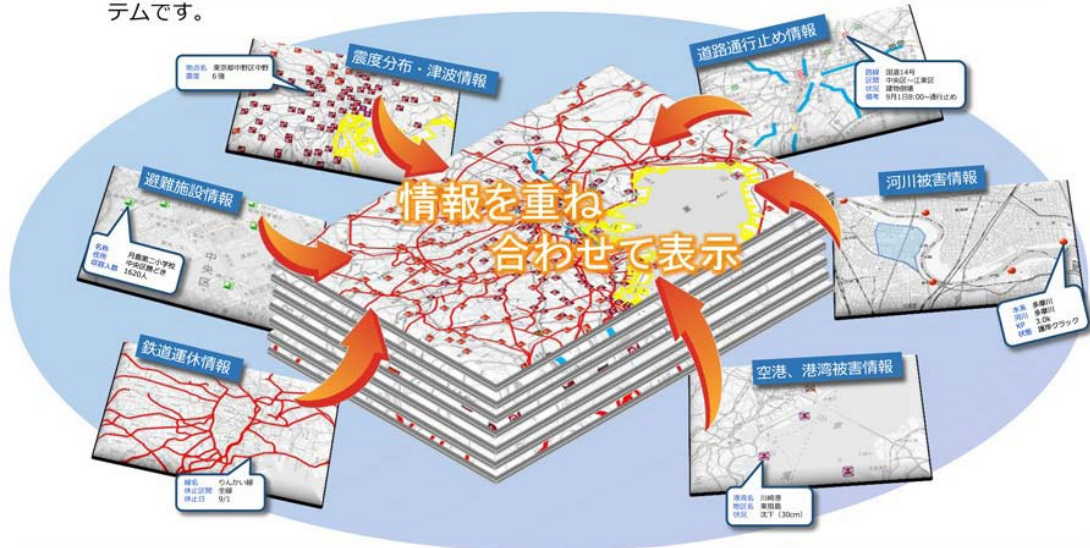 テムです。
震度分布・津波情報
地点名 東京都中野区中野
震度 6強
道路通行止め情報
路線 国道14号
区間 中央区～江東区
状況 建物倒壊
備考 9月1日8:00~通行止め
避難施設情報
名称 月島第二小学校
住所 中央区勝どき
収容人数 1620人
中央区
情報を重ね
合わせて表示
河川被害情報
水系 多摩川
河川 多摩川
KP 3.0k
状態 護岸クラック
鉄道運休情報
線名 りんかい線
休止区間 全線
休止日 9/1
空港、港湾被害情報
港湾名 川崎港
地区名 東扇島
状況 沈下（30cm）